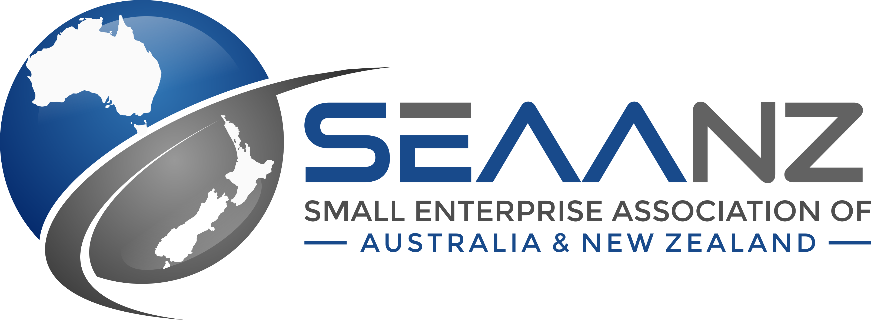 SEAANZ
SMALL ENTERPRISE ASSOCIATION OF
AUSTRALIA & NEW ZEALAND